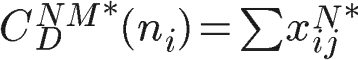 $C_D^{NM^*}(n_i) = \sum x_{ij}^{N^*}$